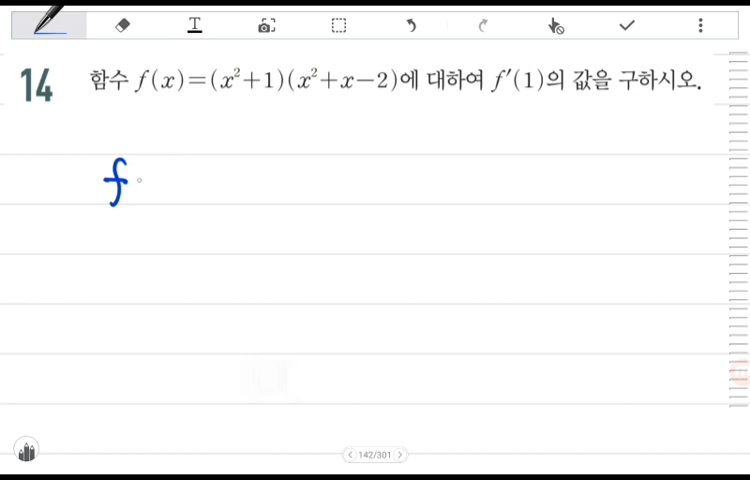 T
14 함수 f(x)=(x²+1)(x²+x−2)에 대하여 f′(1)의 값을 구하시오.
f
142/301